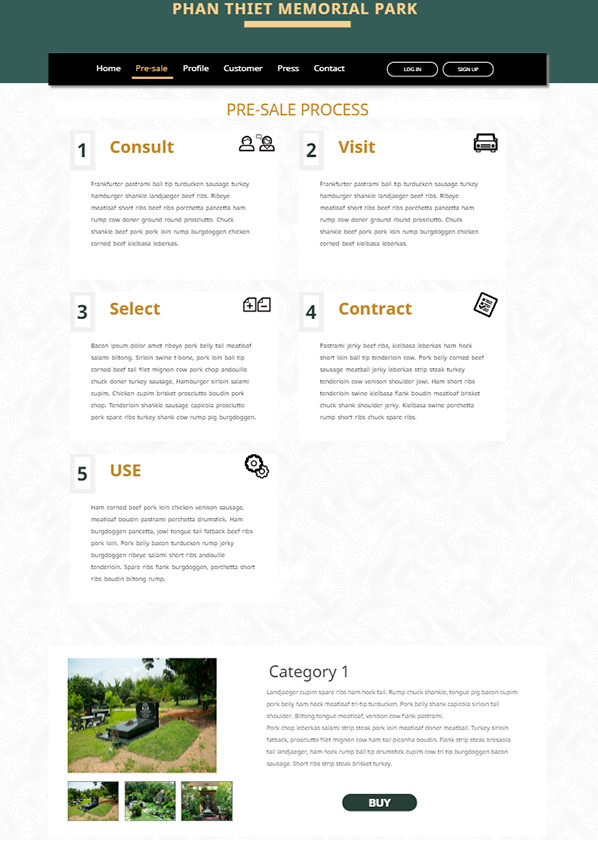 PHAN THIET MEMORIAL PARK
Home Pre-sale Profile Customer Press Contact LOG IN SIGN UP
PRE-SALE PROCESS
1 Consult
Frankfurter pastrami ball tip turducken sausage turkey
hamburger shankle landjaeger beef ribs. Ribeye
meatloaf short ribs beef ribs porchetta pancetta ham
rump cow doner ground round prosciutto. Chuck
shankle beef pork pork loin rump burgdoggen chicken
corned beef kielbasa leberkas.
2 Visit
Frankfurter pastrami ball tip turducken sausage turkey
hamburger shankle landjaeger beef ribs. Ribeye
meatloaf short ribs beef ribs porchetta pancetta ham
rump cow doner ground round prosciutto. Chuck
shankle beef pork pork loin rump burgdoggen chicken
corned beef kielbasa leberkas.
3 Select
Bacon ipsum dolor amet ribeye pork belly tail meatloaf
salami biltong. Sirloin swine t-bone, pork loin ball tip
corned beef tail filet mignon cow pork chop andouille
chuck doner turkey sausage. Hamburger sirloin salami
cupim. Chicken cupim brisket prosciutto boudin pork
chop. Tenderloin shankle sausage capicola prosciutto
pork spare ribs turkey shank cow rump pig burgdoggen.
4 Contract
Pastrami jerky beef ribs, kielbasa leberkas ham hock
short loin ball tip tenderloin cow. Pork belly corned beef
sausage meatball jerky leberkas strip steak turkey
tenderloin cow venison shoulder jowl. Ham short ribs
tenderloin swine kielbasa flank boudin meatloaf brisket
chuck shank shoulder jerky. Kielbasa swine porchetta
rump short ribs chuck spare ribs.
5 USE
Ham corned beef pork loin chicken venison sausage,
meatloaf boudin pastrami porchetta drumstick. Ham
burgdoggen pancetta, jowl tongue tail fatback beef ribs
pork loin. Pork belly bacon turducken rump jerky
burgdoggen ribeye salami short ribs andouille
tenderloin. Spare ribs flank burgdoggen, porchetta short
ribs boudin biltong rump.
Category 1
Landjaeger cupim spare ribs ham hock tail. Rump chuck shankle, tongue pig bacon cupim
pork belly ham hock meatloaf tri-tip turducken. Pork belly shank capicola sirloin tail
shoulder. Biltong tongue meatloaf, venison cow flank pastrami.
Pork chop leberkas salami strip steak pork loin meatloaf doner meatball. Turkey sirloin
fatback, prosciutto filet mignon cow ham tail picanha boudin. Flank strip steak bresaola
tail landjaeger, ham hock rump ball tip drumstick cupim cow tri-tip burgdoggen bacon
sausage. Short ribs strip steak brisket turkey.
BUY